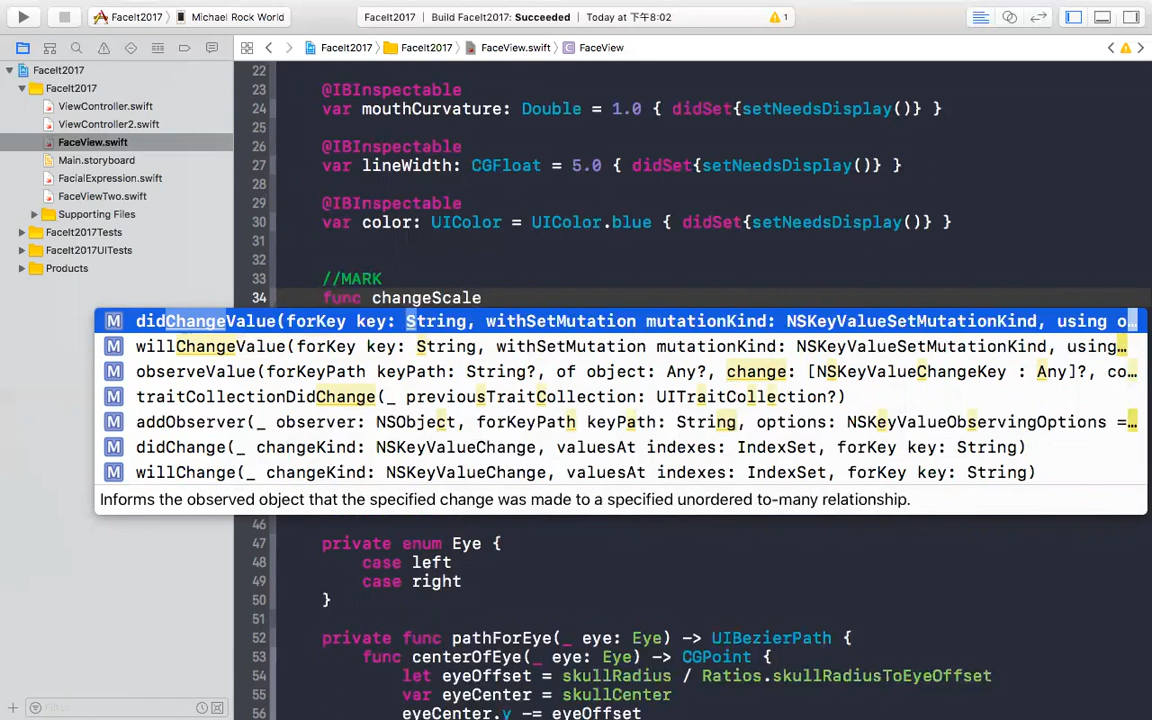 FaceIt2017 〉 Michael Rock World
FaceIt2017 | Build FaceIt2017: Succeeded | Today at 下午8:02
1
FaceIt2017 〉 FaceIt2017 〉 FaceView.swift 〉 C FaceView
FaceIt2017
FaceIt2017
ViewController.swift
ViewController2.swift
FaceView.swift
Main.storyboard
FacialExpression.swift
FaceViewTwo.swift
Supporting Files
FaceIt2017Tests
FaceIt2017UITests
Products
Filter
22
23 @IBInspectable
24 var mouthCurvature: Double = 1.0 { didSet{setNeedsDisplay()} }
25
26 @IBInspectable
27 var lineWidth: CGFloat = 5.0 { didSet{setNeedsDisplay()} }
28
29 @IBInspectable
30 var color: UIColor = UIColor.blue { didSet{setNeedsDisplay()} }
31
32
33 //MARK
34 func changeScale
M didChangeValue(forKey key: String, withSetMutation mutationKind: NSKeyValueSetMutationKind, using o…
M willChangeValue(forKey key: String, withSetMutation mutationKind: NSKeyValueSetMutationKind, using…
M observeValue(forKeyPath keyPath: String?, of object: Any?, change: [NSKeyValueChangeKey : Any]?, co…
M traitCollectionDidChange(_ previousTraitCollection: UITraitCollection?)
M addObserver(_ observer: NSObject, forKeyPath keyPath: String, options: NSKeyValueObservingOptions =…
M didChange(_ changeKind: NSKeyValueChange, valuesAt indexes: IndexSet, forKey key: String)
M willChange(_ changeKind: NSKeyValueChange, valuesAt indexes: IndexSet, forKey key: String)
Informs the observed object that the specified change was made to a specified unordered to-many relationship.
46
47 private enum Eye {
48 case left
49 case right
50 }
51
52 private func pathForEye(_ eye: Eye) -> UIBezierPath {
53 func centerOfEye(_ eye: Eye) -> CGPoint {
54 let eyeOffset = skullRadius / Ratios.skullRadiusToEyeOffset
55 var eyeCenter = skullCenter
56 eyeCenter.y -= eyeOffset